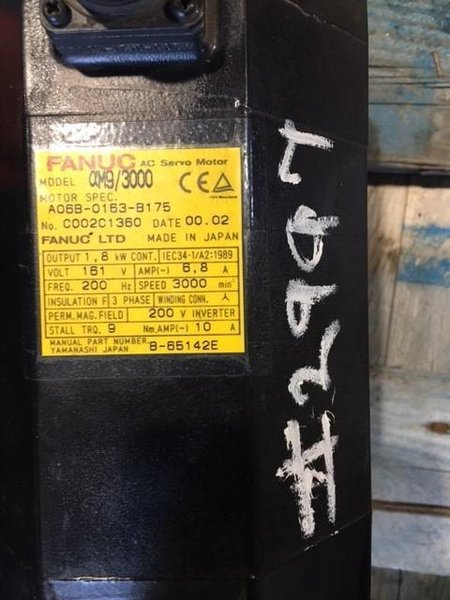 FANUC AC Servo Motor
MODEL αM9/3000
MOTOR SPEC.
A06B-0163-B175
No. C002C1360 DATE 00.02
FANUC LTD MADE IN JAPAN
OUTPUT 1,8 kW CONT. IEC34-1/A2:1989
VOLT 161 V AMP(~) 6,8 A
FREQ. 200 Hz SPEED 3000 min⁻¹
INSULATION F 3 PHASE WINDING CONN. 人
PERM.MAG.FIELD 200 V INVERTER
STALL TRQ. 9 Nm,AMP(~) 10 A
MANUAL PART NUMBER
YAMANASHI JAPAN B-65142E
CE